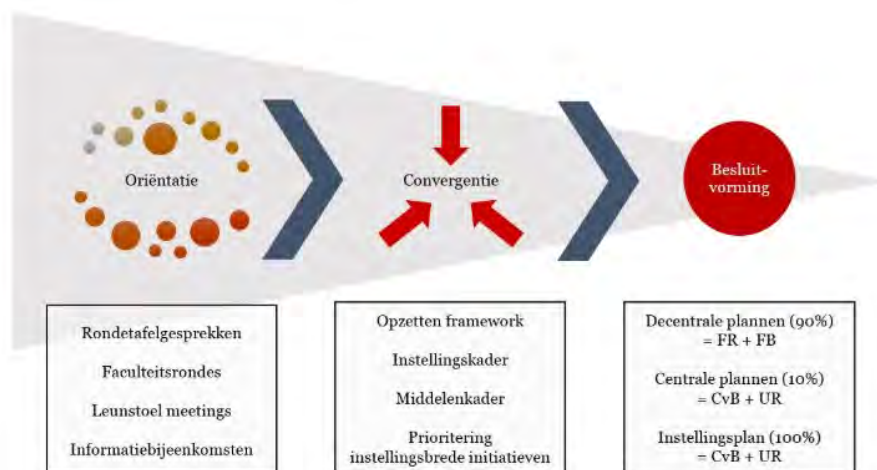 Oriëntatie
Convergentie
Besluit-
vorming
Rondetafelgesprekken
Faculteitsrondes
Leunstoel meetings
Informatiebijeenkomsten
Opzetten framework
Instellingskader
Middelenkader
Prioritering
instellingsbrede initiatieven
Decentrale plannen (90%)
= FR + FB
Centrale plannen (10%)
= CvB + UR
Instellingsplan (100%)
= CvB + UR